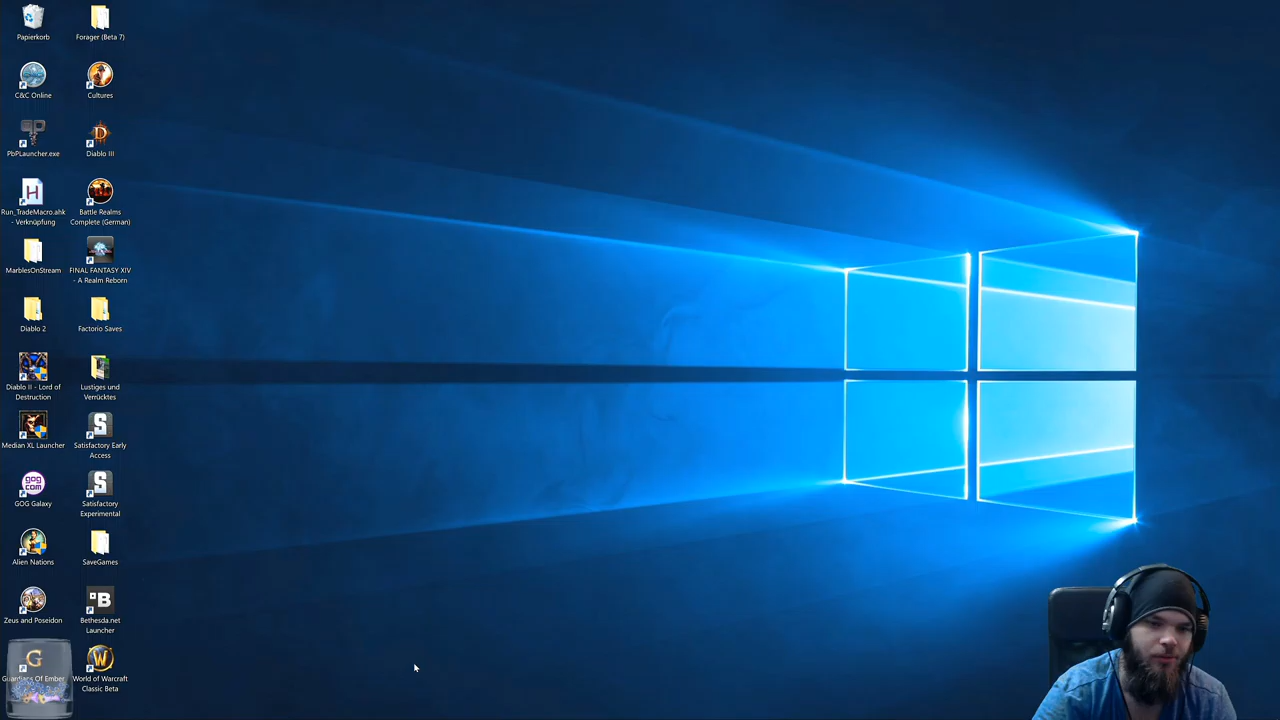 Papierkorb
Forager (Beta 7)
C&C Online
Cultures
PbPLauncher.exe
Diablo III
Run_TradeMacro.ahk
- Verknüpfung
Battle Realms
Complete (German)
MarblesOnStream
FINAL FANTASY XIV
- A Realm Reborn
Diablo 2
Factorio Saves
Diablo II - Lord of
Destruction
Lustiges und
Verrücktes
Median XL Launcher
Satisfactory Early
Access
gog
com
GOG Galaxy
Satisfactory
Experimental
Alien Nations
SaveGames
Zeus and Poseidon
B
Bethesda.net
Launcher
G
Guardians Of Ember
W
World of Warcraft
Classic Beta